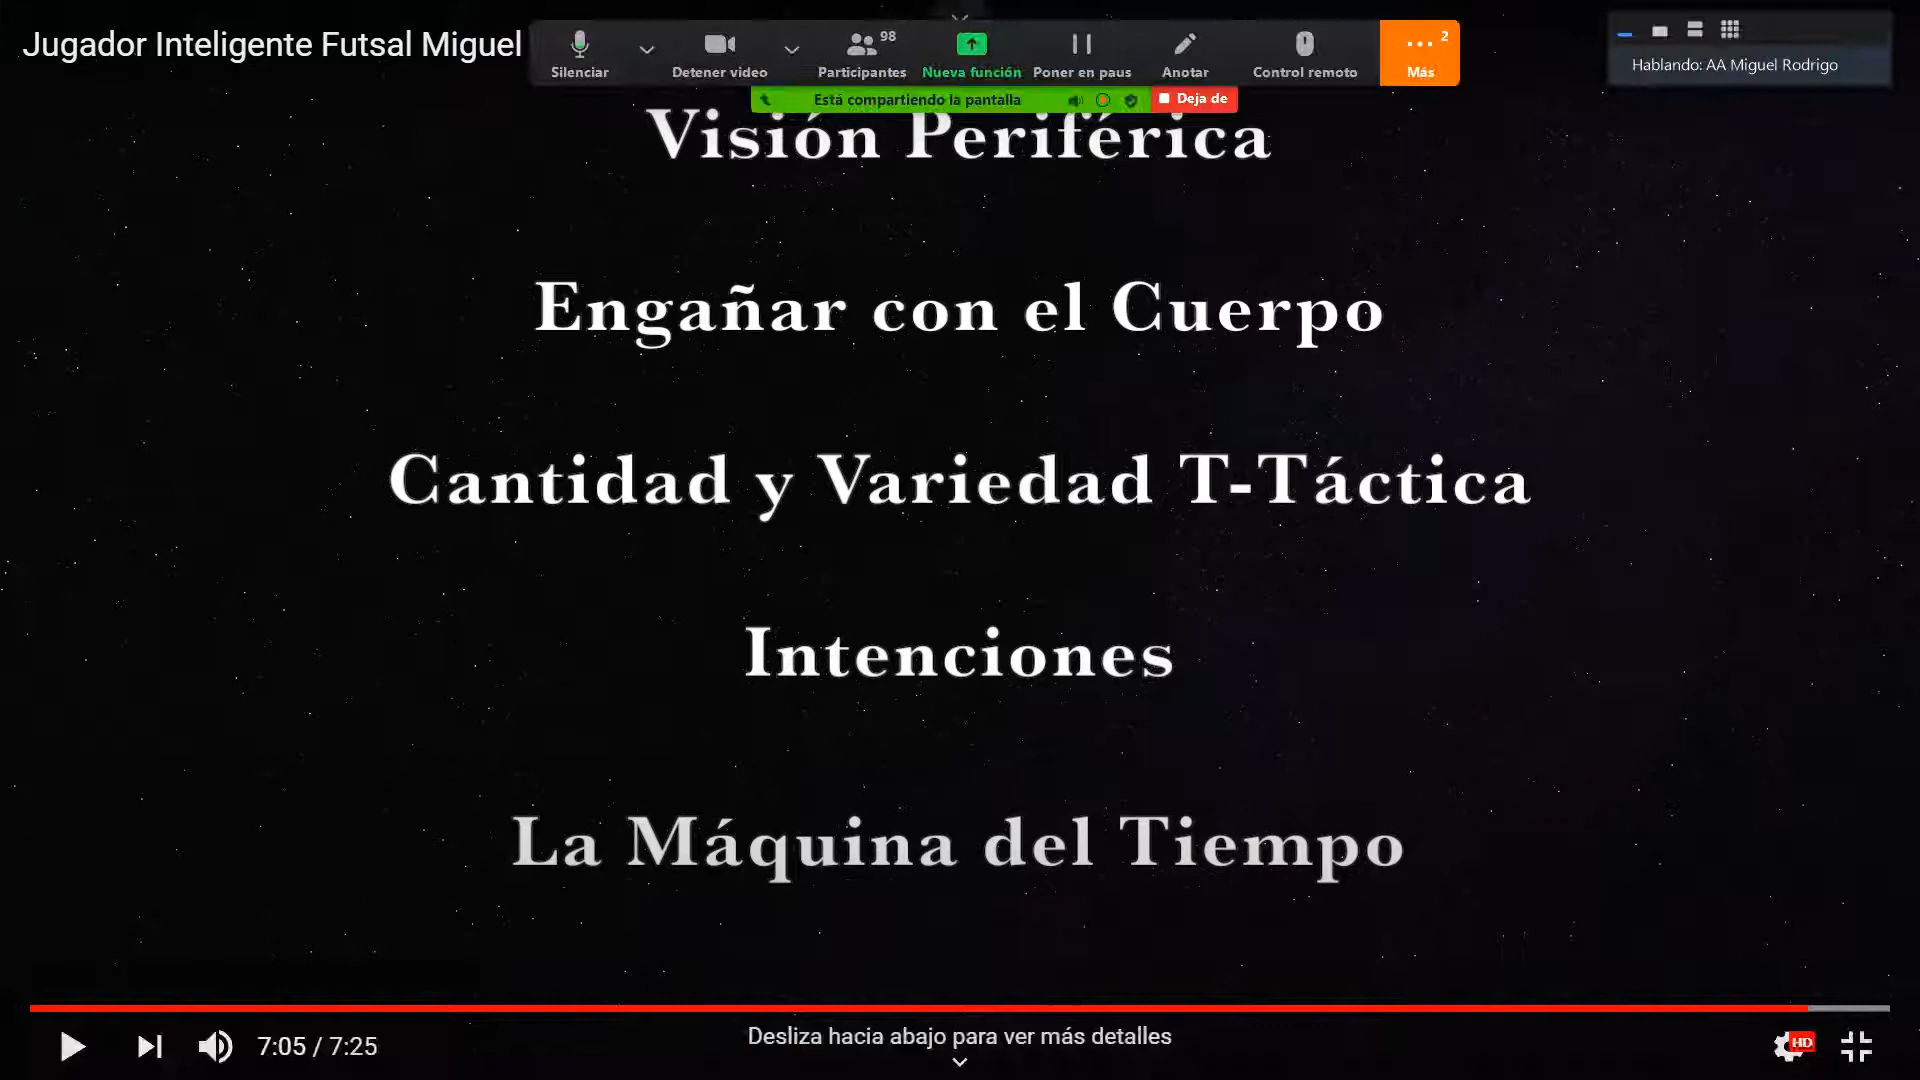 Jugador Inteligente Futsal Miguel
98
2
Silenciar
Detener video
Participantes
Nueva función
Poner en paus
Anotar
Control remoto
Más
Hablando: AA Miguel Rodrigo
Está compartiendo la pantalla
Deja de
Visión Periférica
Engañar con el Cuerpo
Cantidad y Variedad T-Táctica
Intenciones
La Máquina del Tiempo
7:05 / 7:25
Desliza hacia abajo para ver más detalles
HD